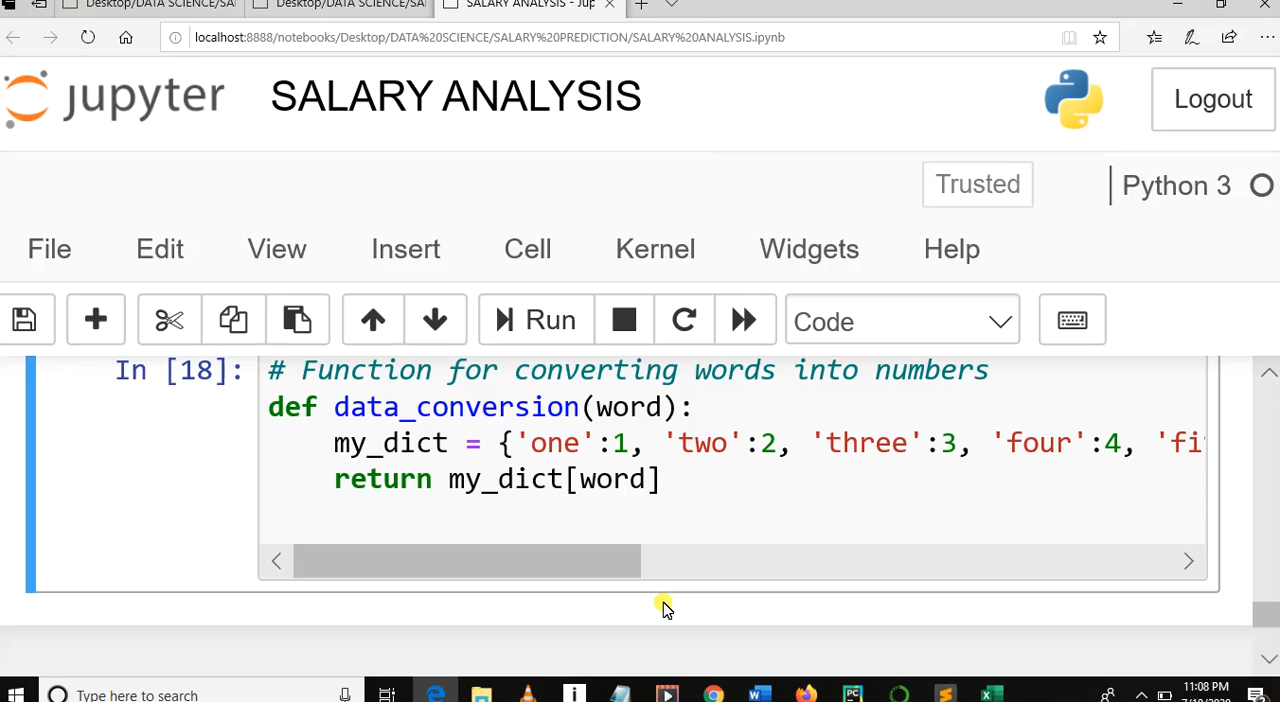 Desktop/DATA SCIENCE/SA Desktop/DATA SCIENCE/SA SALARY ANALYSIS - Jup
localhost:8888/notebooks/Desktop/DATA%20SCIENCE/SALARY%20PREDICTION/SALARY%20ANALYSIS.ipynb
jupyter SALARY ANALYSIS Logout
Trusted Python 3
File Edit View Insert Cell Kernel Widgets Help
Run Code
In [18]: # Function for converting words into numbers
def data_conversion(word):
my_dict = {'one':1, 'two':2, 'three':3, 'four':4, 'fi
return my_dict[word]
Type here to search 11:08 PM